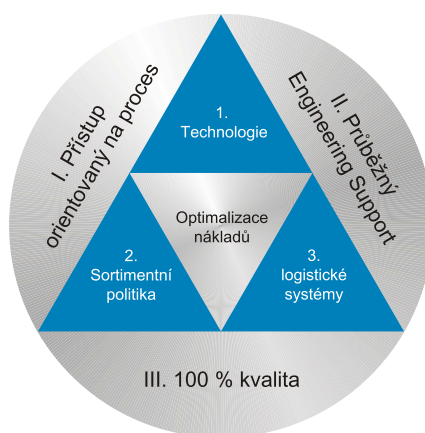 I. Přístup
orientovaný na proces
II. Průběžný
Engineering Support
1.
Technologie
Optimalizace
nákladů
2.
Sortimentní
politika
3.
logistické
systémy
III. 100 % kvalita